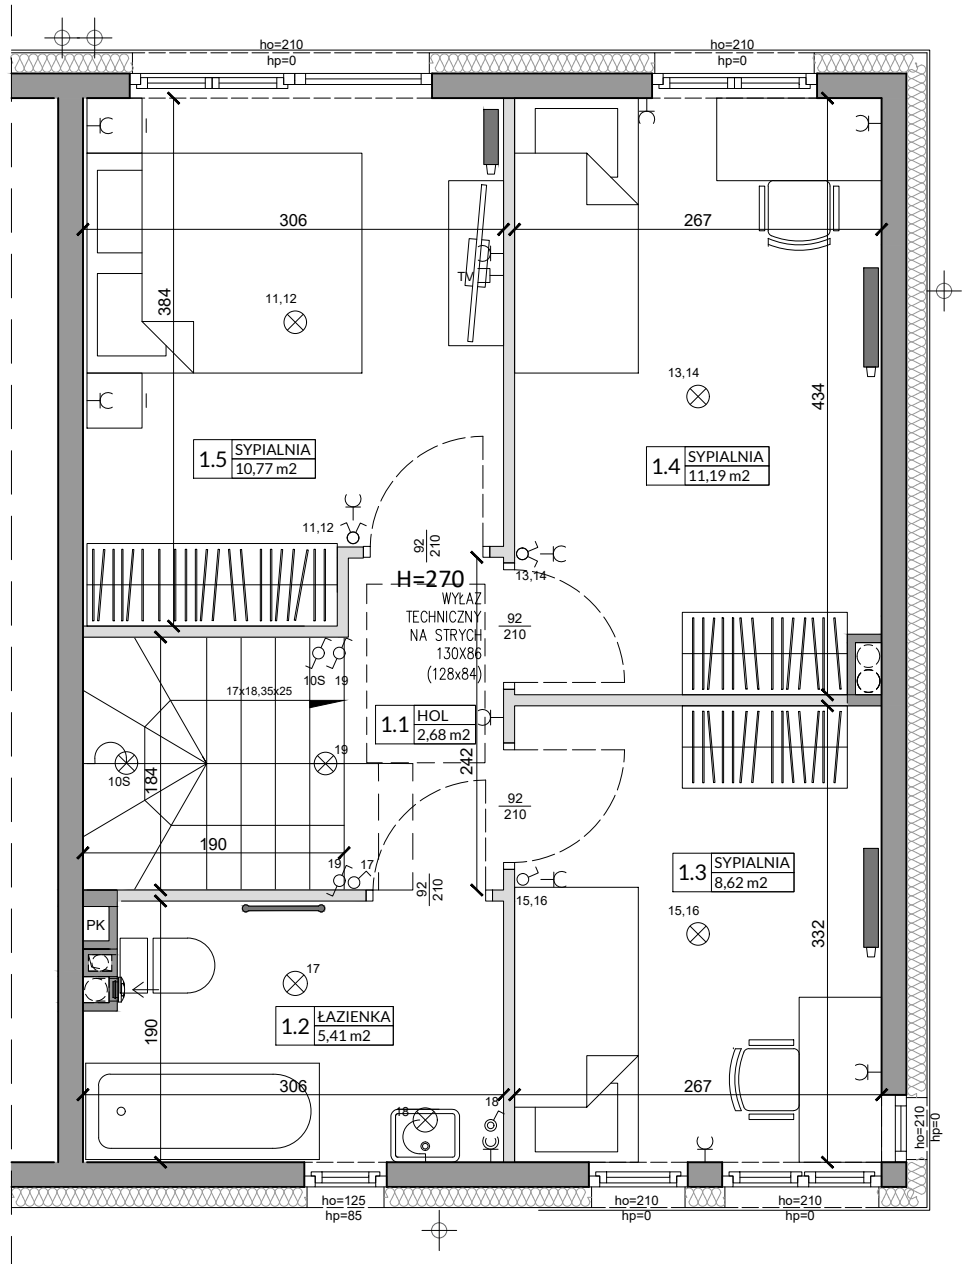 ho=210
hp=0
ho=210
hp=0
306
267
384
TV
11,12
13,14
434
1.5
SYPIALNIA
10,77 m2
1.4
SYPIALNIA
11,19 m2
11,12
92
210
13,14
H=270
WYŁAZ
TECHNICZNY
NA STRYCH
130X86
(128x84)
92
210
10S
19
17x18,35x25
1.1
HOL
2,68 m2
19
10S
184
242
190
92
210
19
17
92
210
1.3
SYPIALNIA
8,62 m2
15,16
15,16
332
PK
17
1.2
ŁAZIENKA
5,41 m2
190
306
267
18
18
ho=210
hp=0
ho=125
hp=85
ho=210
hp=0
ho=210
hp=0